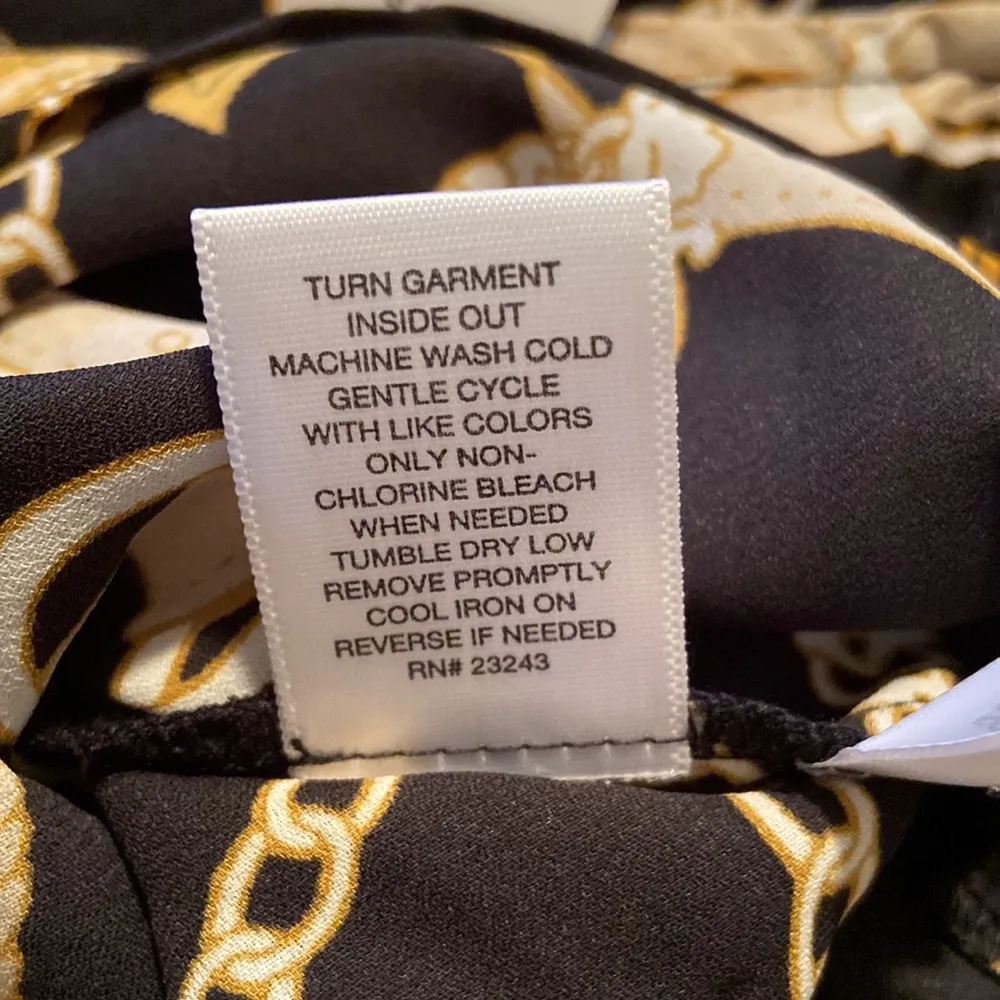 TURN GARMENT
INSIDE OUT
MACHINE WASH COLD
GENTLE CYCLE
WITH LIKE COLORS
ONLY NON-
CHLORINE BLEACH
WHEN NEEDED
TUMBLE DRY LOW
REMOVE PROMPTLY
COOL IRON ON
REVERSE IF NEEDED
RN# 23243